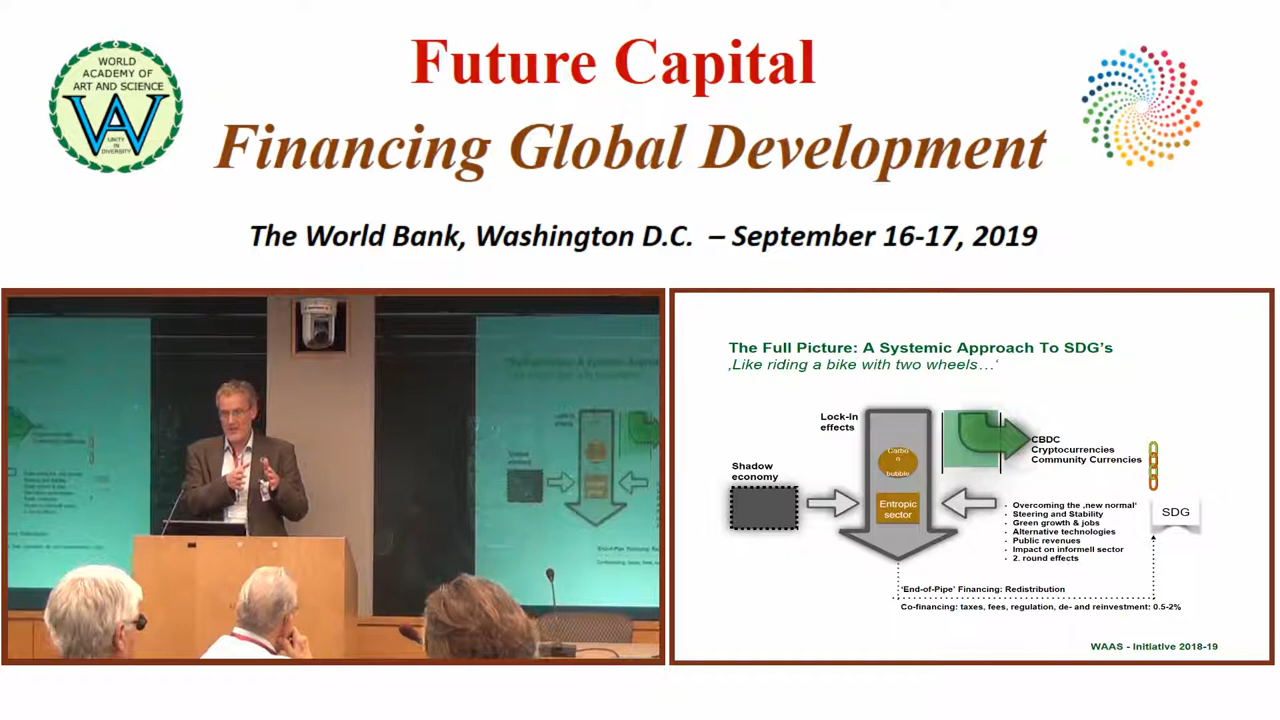 WORLD
ACADEMY OF
ART AND SCIENCE
UNITY
IN
DIVERSITY
Future Capital
Financing Global Development
The World Bank, Washington D.C. – September 16-17, 2019
The Full Picture: A Systemic Approach To SDG's
‚Like riding a bike with two wheels…‘
Lock-in
effects
Carbo
n
bubble
CBDC
Cryptocurrencies
Community Currencies
Shadow
economy
Entropic
sector
SDG
· Overcoming the ‚new normal‘
· Steering and Stability
· Green growth & jobs
· Alternative technologies
· Public revenues
· Impact on informell sector
· 2. round effects
‘End-of-Pipe’ Financing: Redistribution
Co-financing: taxes, fees, regulation, de- and reinvestment: 0.5-2%
WAAS - Initiative 2018-19